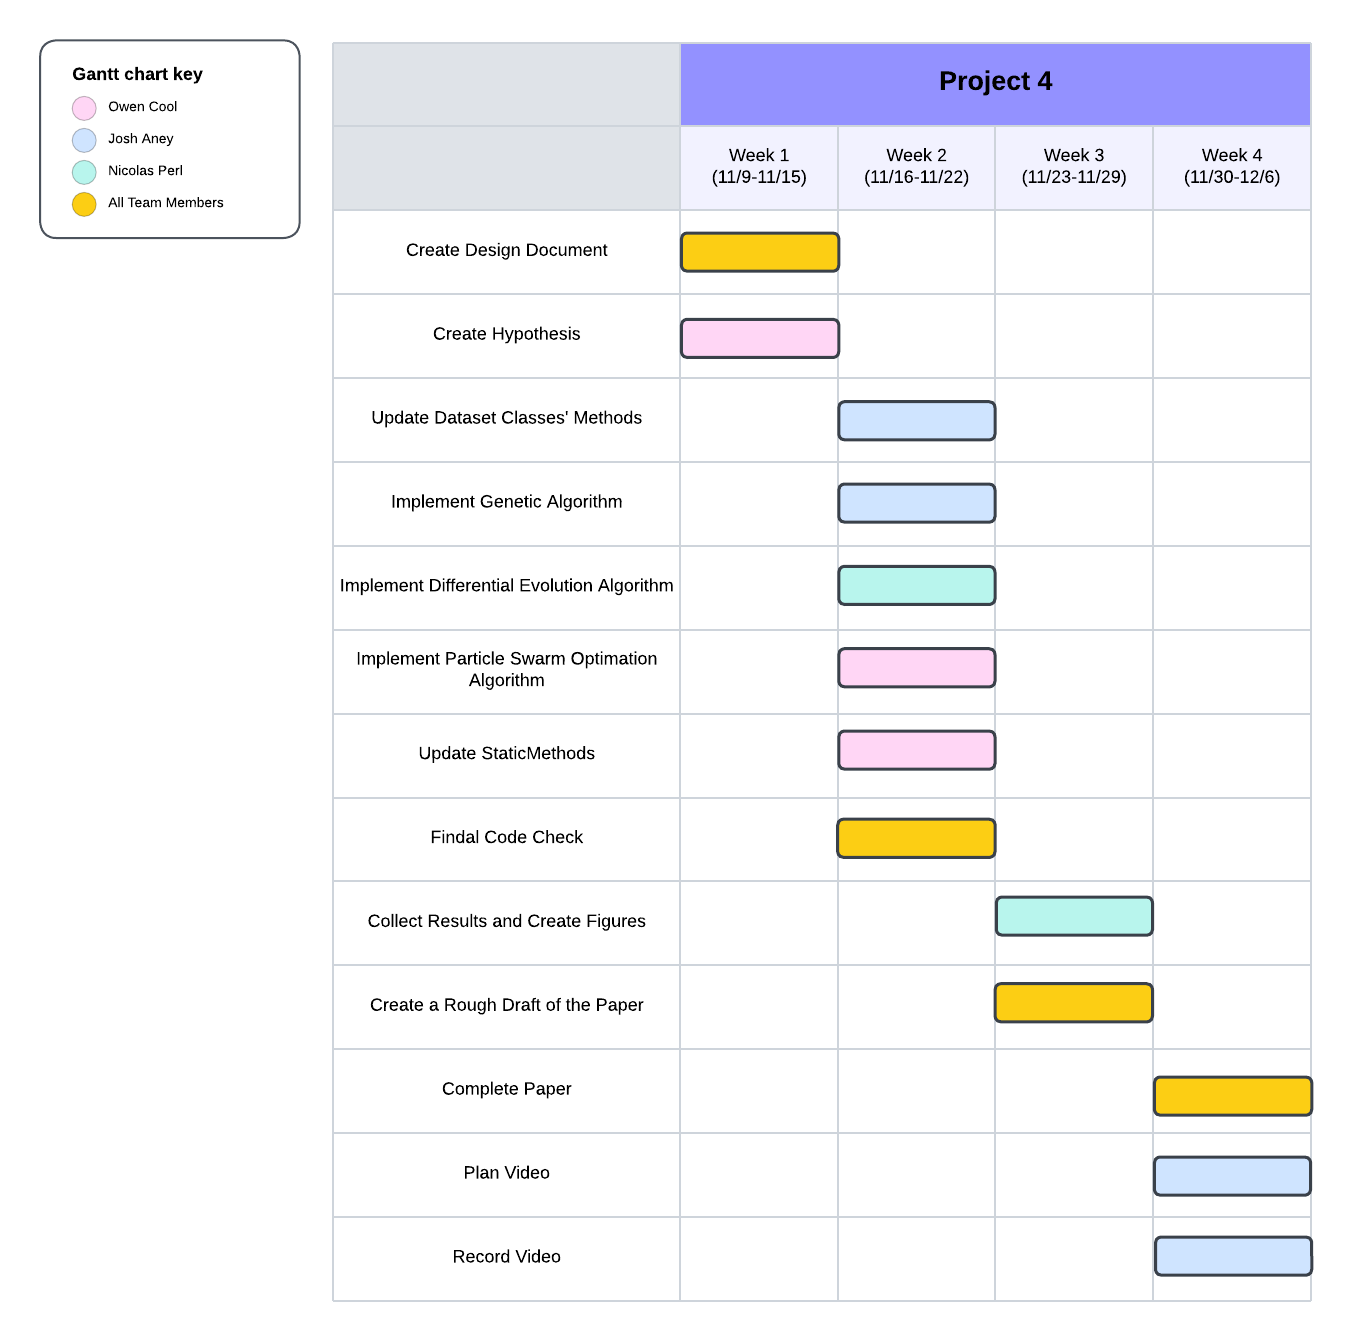 Gantt chart key
Owen Cool
Josh Aney
Nicolas Perl
All Team Members
Project 4
Week 1
(11/9-11/15)
Week 2
(11/16-11/22)
Week 3
(11/23-11/29)
Week 4
(11/30-12/6)
Create Design Document
Create Hypothesis
Update Dataset Classes' Methods
Implement Genetic Algorithm
Implement Differential Evolution Algorithm
Implement Particle Swarm Optimation
Algorithm
Update StaticMethods
Findal Code Check
Collect Results and Create Figures
Create a Rough Draft of the Paper
Complete Paper
Plan Video
Record Video